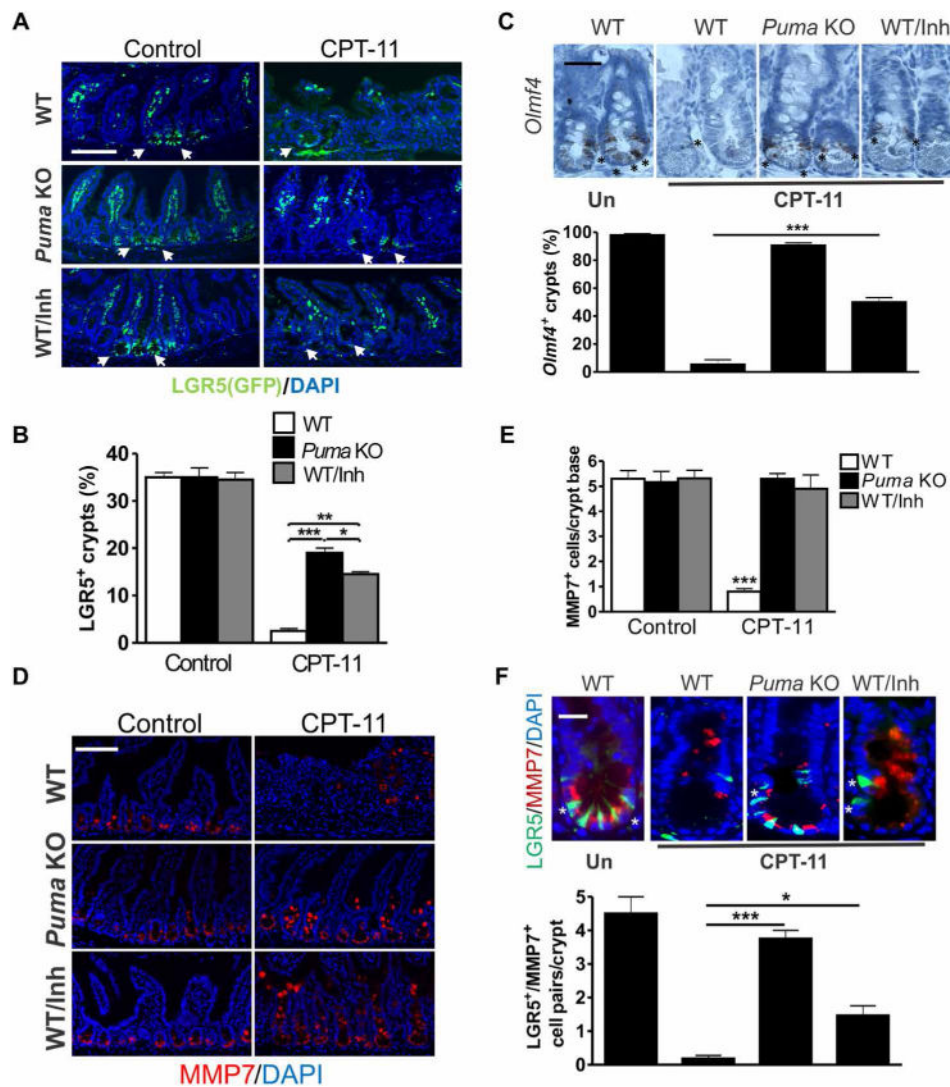 A
Control CPT-11
WT
Puma KO
WT/Inh
LGR5(GFP)/DAPI
B
WT
Puma KO
WT/Inh
LGR5+ crypts (%)
40
20
10
0
**
*** *
Control CPT-11
C
WT WT Puma KO WT/Inh
Olmf4
* * * * * * * *
Un CPT-11
Olmf4+ crypts (%)
100
80
60
40
20
0
***
D
Control CPT-11
WT
Puma KO
WT/Inh
MMP7/DAPI
E
WT
Puma KO
WT/Inh
MMP7+ cells/crypt base
6
5
4
3
2
1
0
***
Control CPT-11
F
WT WT Puma KO WT/Inh
LGR5/MMP7/DAPI
* * * * * *
Un CPT-11
LGR5+/MMP7+
cell pairs/crypt
5
4
3
2
1
0
*
***